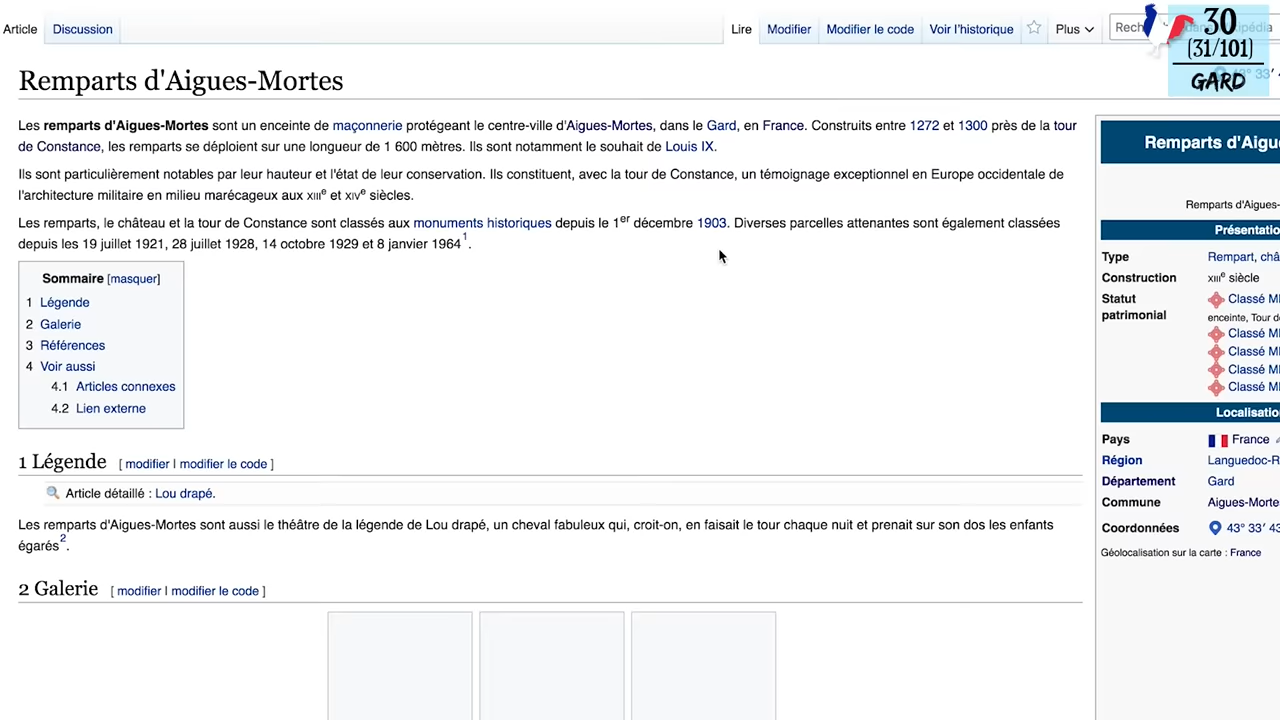 Article Discussion Lire Modifier Modifier le code Voir l'historique Plus
30
(31/101)
GARD
Remparts d'Aigues-Mortes
Les remparts d'Aigues-Mortes sont un enceinte de maçonnerie protégeant le centre-ville d'Aigues-Mortes, dans le Gard, en France. Construits entre 1272 et 1300 près de la tour
de Constance, les remparts se déploient sur une longueur de 1 600 mètres. Ils sont notamment le souhait de Louis IX.
Ils sont particulièrement notables par leur hauteur et l'état de leur conservation. Ils constituent, avec la tour de Constance, un témoignage exceptionnel en Europe occidentale de
l'architecture militaire en milieu marécageux aux XIIIe et XIVe siècles.
Les remparts, le château et la tour de Constance sont classés aux monuments historiques depuis le 1er décembre 1903. Diverses parcelles attenantes sont également classées
depuis les 19 juillet 1921, 28 juillet 1928, 14 octobre 1929 et 8 janvier 1964 1.
Sommaire [masquer]
1 Légende
2 Galerie
3 Références
4 Voir aussi
4.1 Articles connexes
4.2 Lien externe
1 Légende [ modifier | modifier le code ]
Article détaillé : Lou drapé.
Les remparts d'Aigues-Mortes sont aussi le théâtre de la légende de Lou drapé, un cheval fabuleux qui, croit-on, en faisait le tour chaque nuit et prenait sur son dos les enfants
égarés 2.
2 Galerie [ modifier | modifier le code ]
Remparts d'Aigu
Remparts d'Aigues-
Présentatio
Type Rempart, châ
Construction XIIIe siècle
Statut Classé M
patrimonial enceinte, Tour d
Classé M
Classé M
Classé M
Classé M
Localisatio
Pays France
Région Languedoc-R
Département Gard
Commune Aigues-Morte
Coordonnées 43° 33′ 43
Géolocalisation sur la carte : France